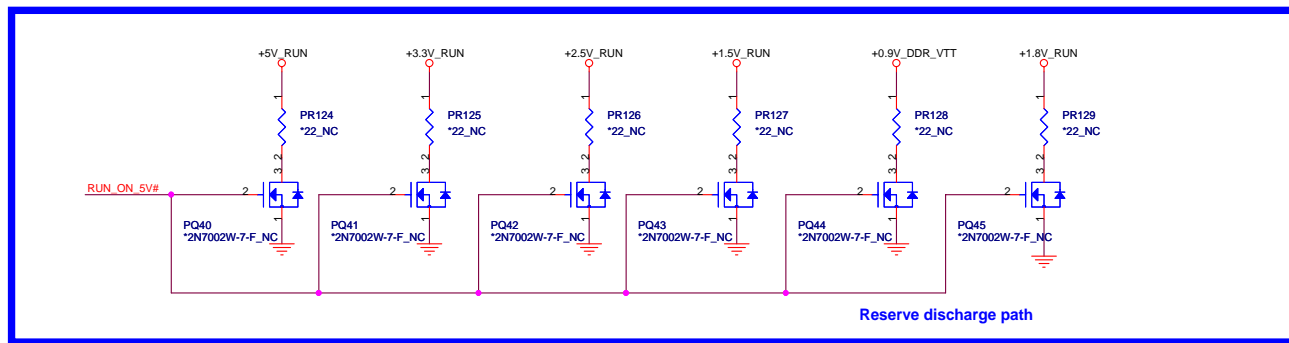 +5V_RUN
+3.3V_RUN
+2.5V_RUN
+1.5V_RUN
+0.9V_DDR_VTT
+1.8V_RUN
1
1
1
1
1
1
PR124
*22_NC
PR125
*22_NC
PR126
*22_NC
PR127
*22_NC
PR128
*22_NC
PR129
*22_NC
2
2
2
2
2
2
3
3
3
3
3
3
RUN_ON_5V#
2
2
2
2
2
2
1
1
1
1
1
1
PQ40
*2N7002W-7-F_NC
PQ41
*2N7002W-7-F_NC
PQ42
*2N7002W-7-F_NC
PQ43
*2N7002W-7-F_NC
PQ44
*2N7002W-7-F_NC
PQ45
*2N7002W-7-F_NC
Reserve discharge path